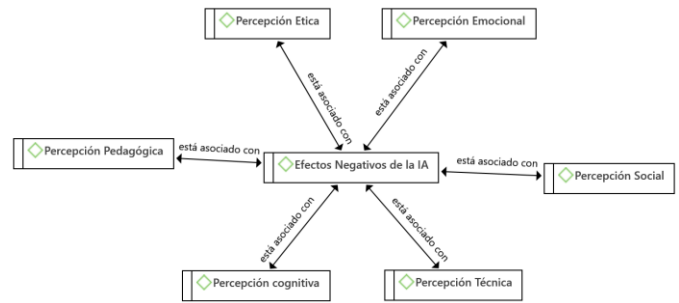 Percepción Etica
Percepción Emocional
está asociado con
está asociado con
Percepción Pedagógica
está asociado con
Efectos Negativos de la IA
está asociado con
Percepción Social
está asociado con
está asociado con
Percepción cognitiva
Percepción Técnica